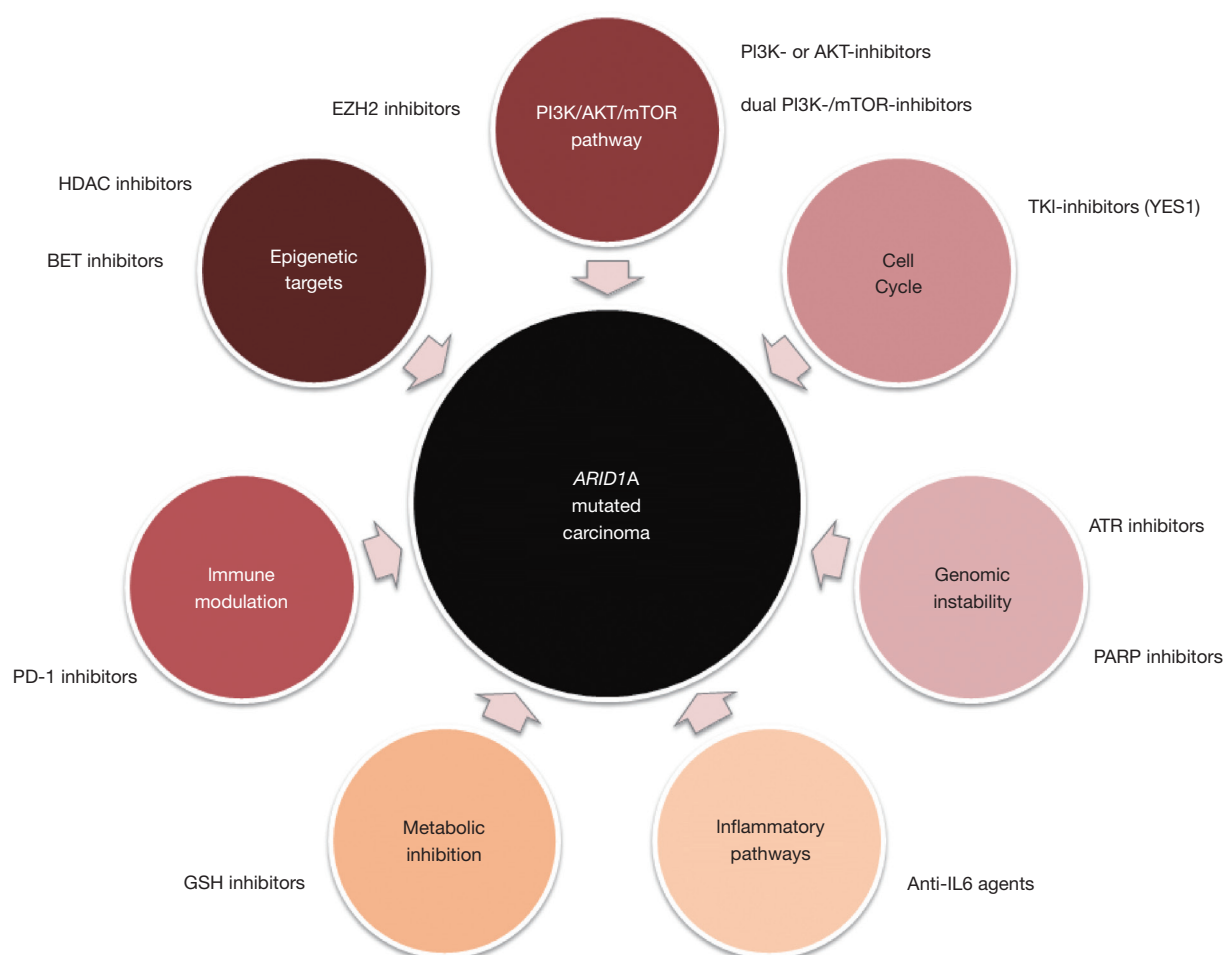 PI3K- or AKT-inhibitors
EZH2 inhibitors
PI3K/AKT/mTOR
pathway
dual PI3K-/mTOR-inhibitors
HDAC inhibitors
BET inhibitors
Epigenetic
targets
TKI-inhibitors (YES1)
Cell
Cycle
ARID1A
mutated
carcinoma
Immune
modulation
PD-1 inhibitors
ATR inhibitors
Genomic
instability
PARP inhibitors
Metabolic
inhibition
GSH inhibitors
Inflammatory
pathways
Anti-IL6 agents